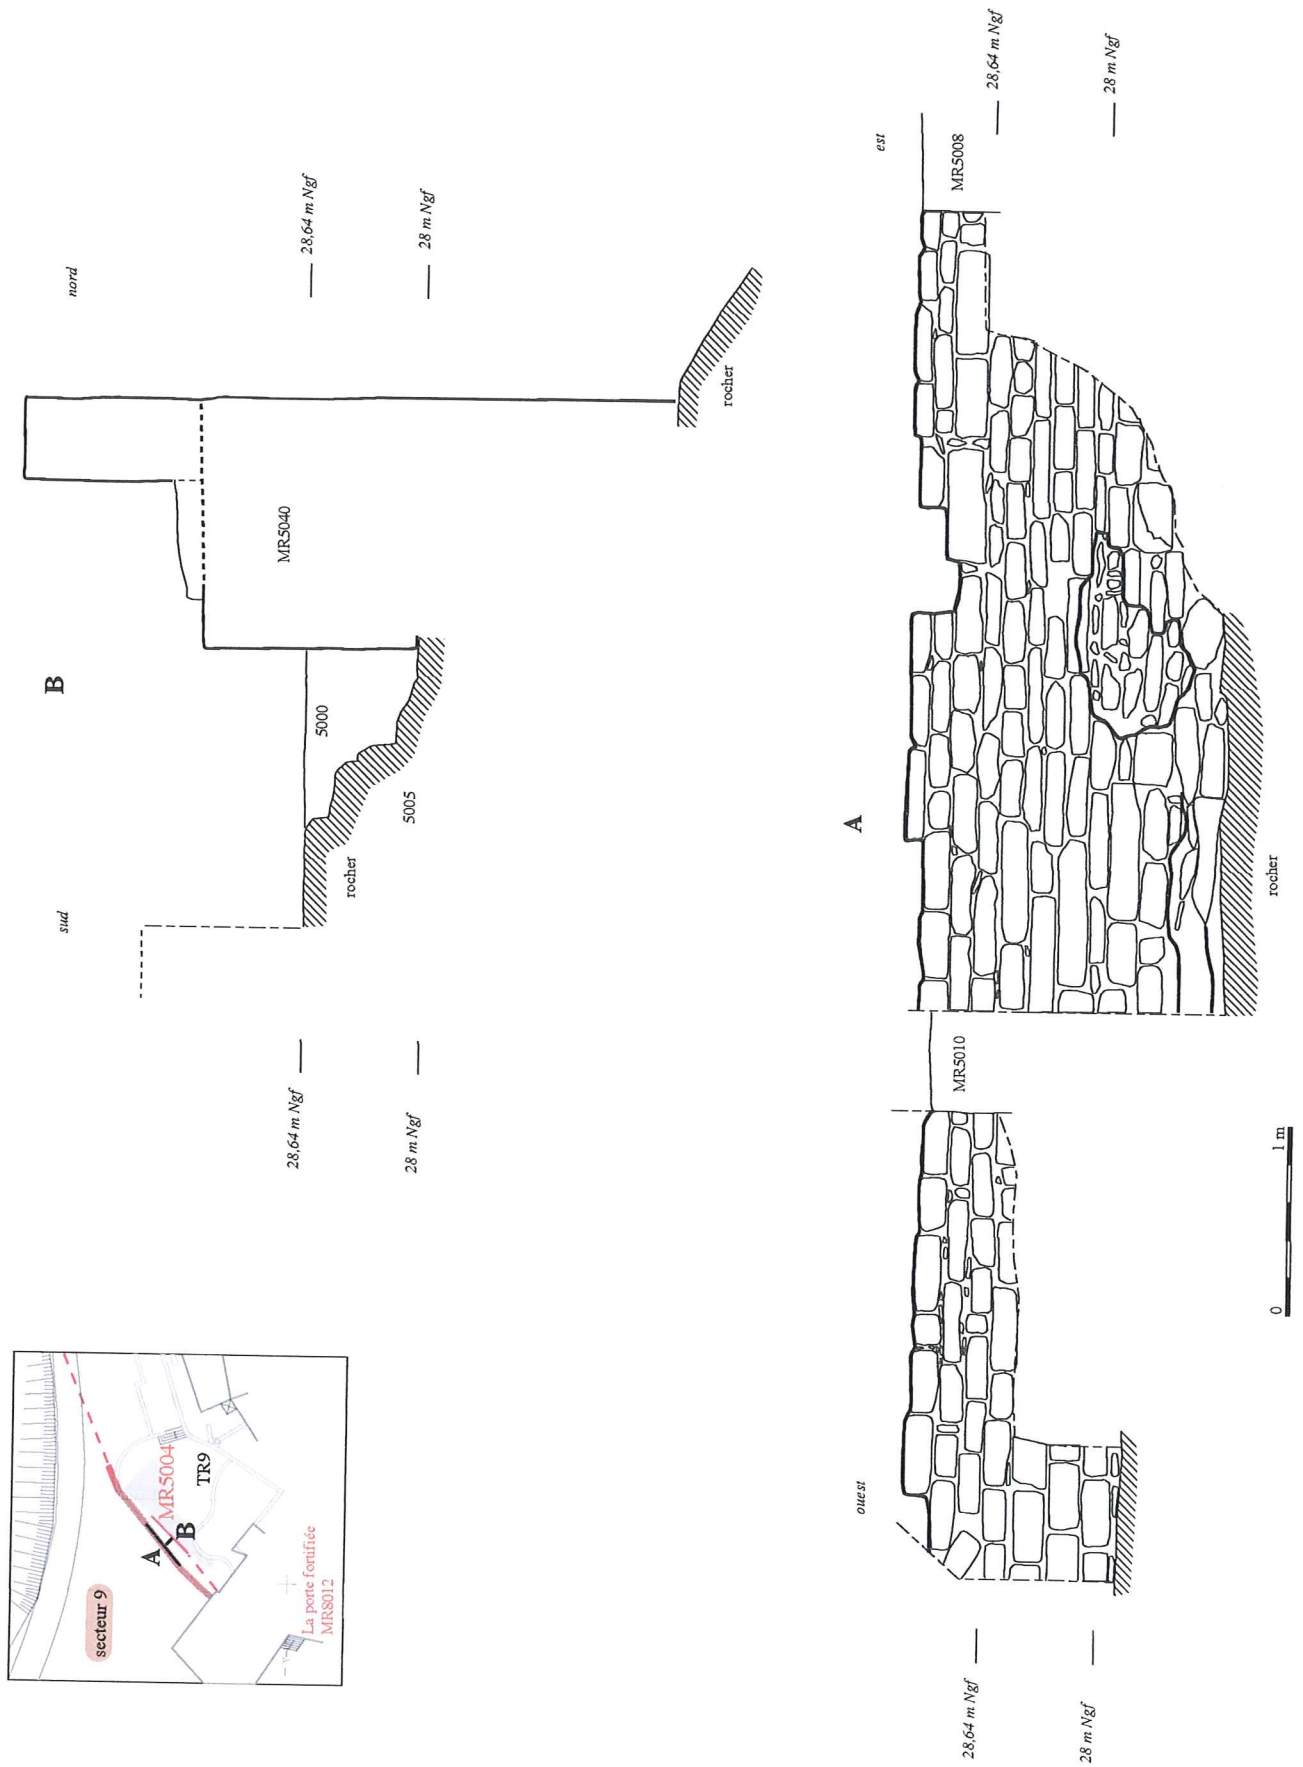 secteur 9
A
B
MR5004
TR9
La porte fortifiée
MR8012
B
sud
nord
28,64 m Ngf
28,64 m Ngf
28 m Ngf
28 m Ngf
MR5040
5000
5005
rocher
rocher
A
ouest
est
MR5010
MR5008
28,64 m Ngf
28,64 m Ngf
28 m Ngf
28 m Ngf
rocher
0
1 m